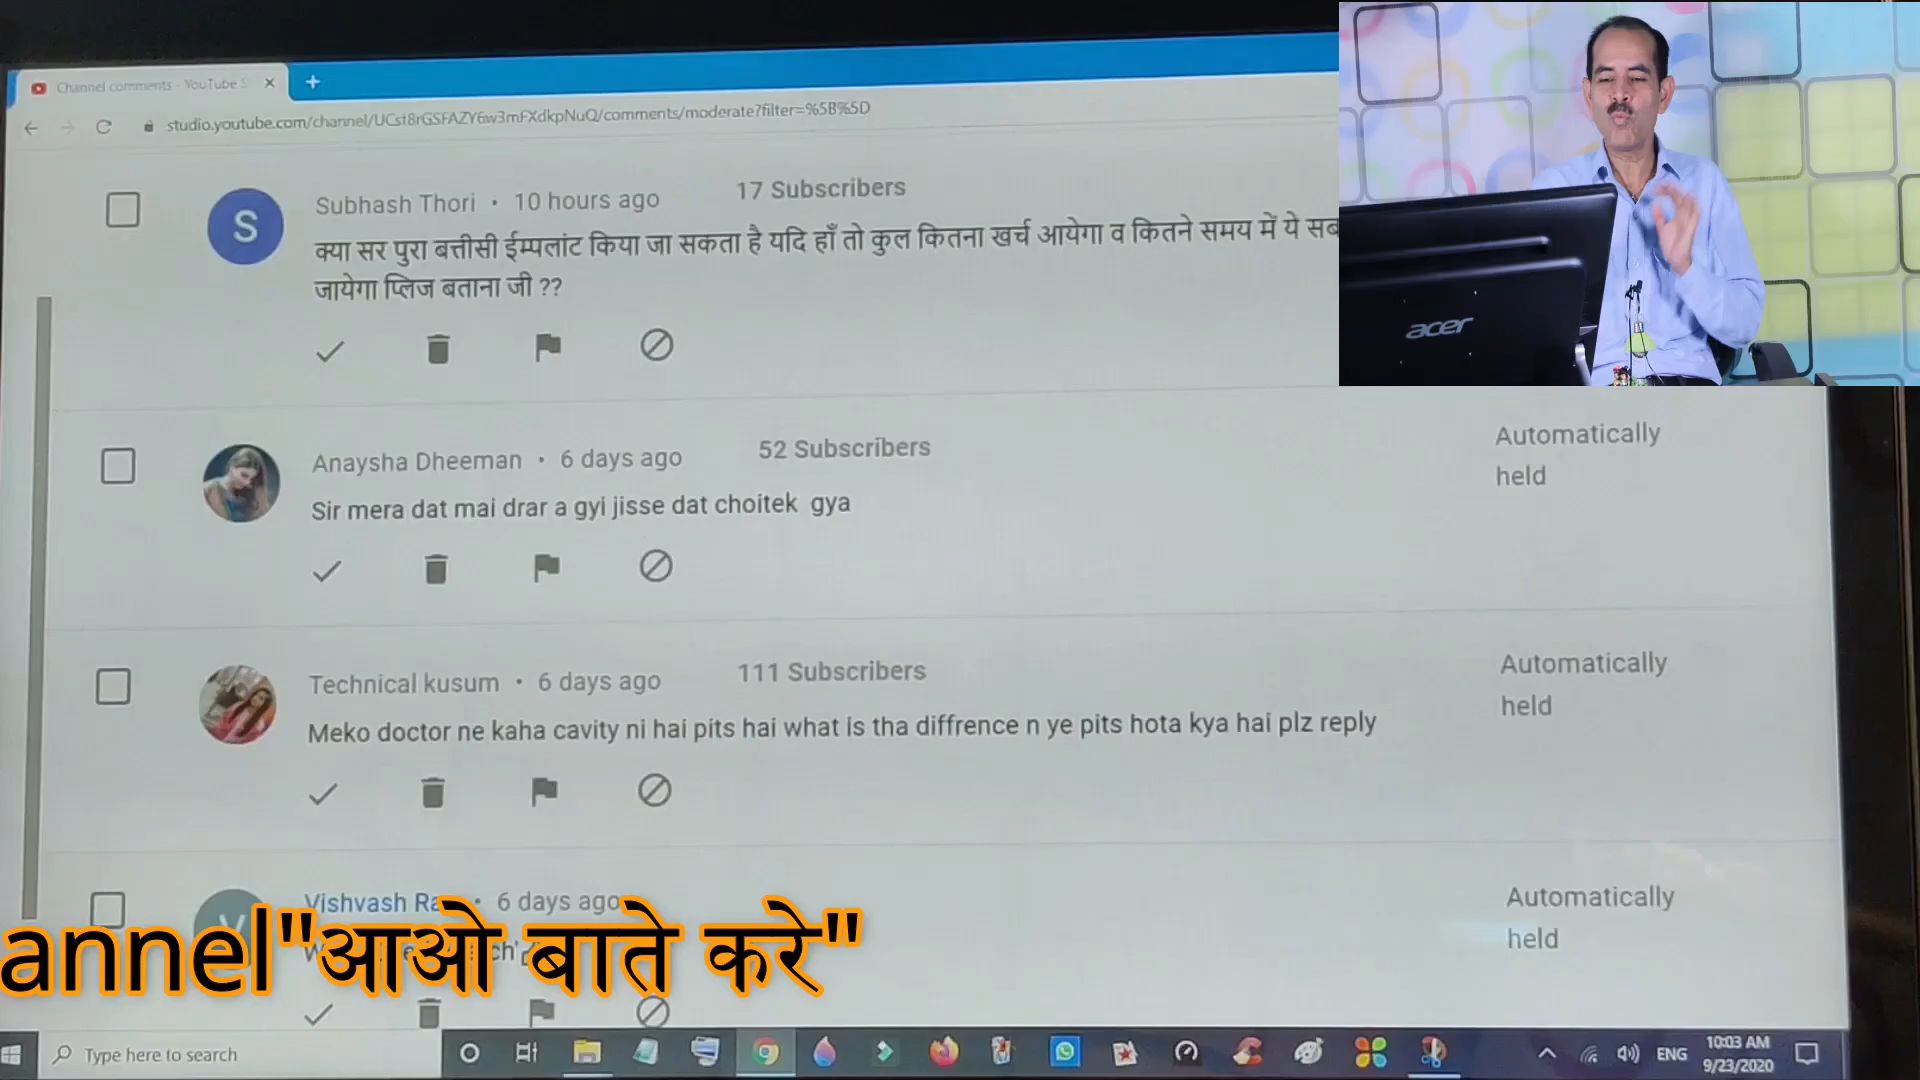 Channel comments - YouTube S
studio.youtube.com/channel/UCst8rGSFAZY6w3mFXdkpNuQ/comments/moderate?filter=%5B%5D
Subhash Thori • 10 hours ago 17 Subscribers
क्या सर पुरा बत्तीसी ईम्पलांट किया जा सकता है यदि हाँ तो कुल कितना खर्च आयेगा व कितने समय में ये सब
जायेगा प्लिज बताना जी ??
acer
Anaysha Dheeman • 6 days ago 52 Subscribers
Automatically
held
Sir mera dat mai drar a gyi jisse dat choitek gya
Technical kusum • 6 days ago 111 Subscribers
Automatically
held
Meko doctor ne kaha cavity ni hai pits hai what is tha diffrence n ye pits hota kya hai plz reply
Vishvash • 6 days ago
Automatically
held
annel"आओ बाते करे"
Type here to search
ENG
10:03 AM
9/23/2020